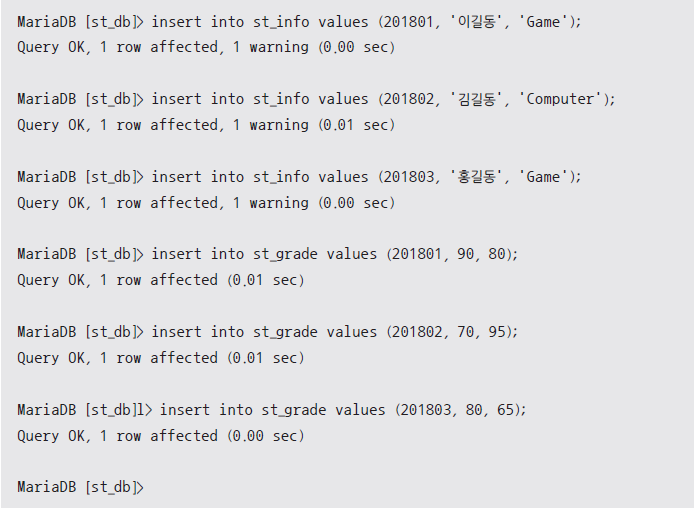 MariaDB [st_db]> insert into st_info values (201801, '이길동', 'Game');
Query OK, 1 row affected, 1 warning (0.00 sec)
MariaDB [st_db]> insert into st_info values (201802, '김길동', 'Computer');
Query OK, 1 row affected, 1 warning (0.01 sec)
MariaDB [st_db]> insert into st_info values (201803, '홍길동', 'Game');
Query OK, 1 row affected, 1 warning (0.00 sec)
MariaDB [st_db]> insert into st_grade values (201801, 90, 80);
Query OK, 1 row affected (0.01 sec)
MariaDB [st_db]> insert into st_grade values (201802, 70, 95);
Query OK, 1 row affected (0.01 sec)
MariaDB [st_db]l> insert into st_grade values (201803, 80, 65);
Query OK, 1 row affected (0.00 sec)
MariaDB [st_db]>